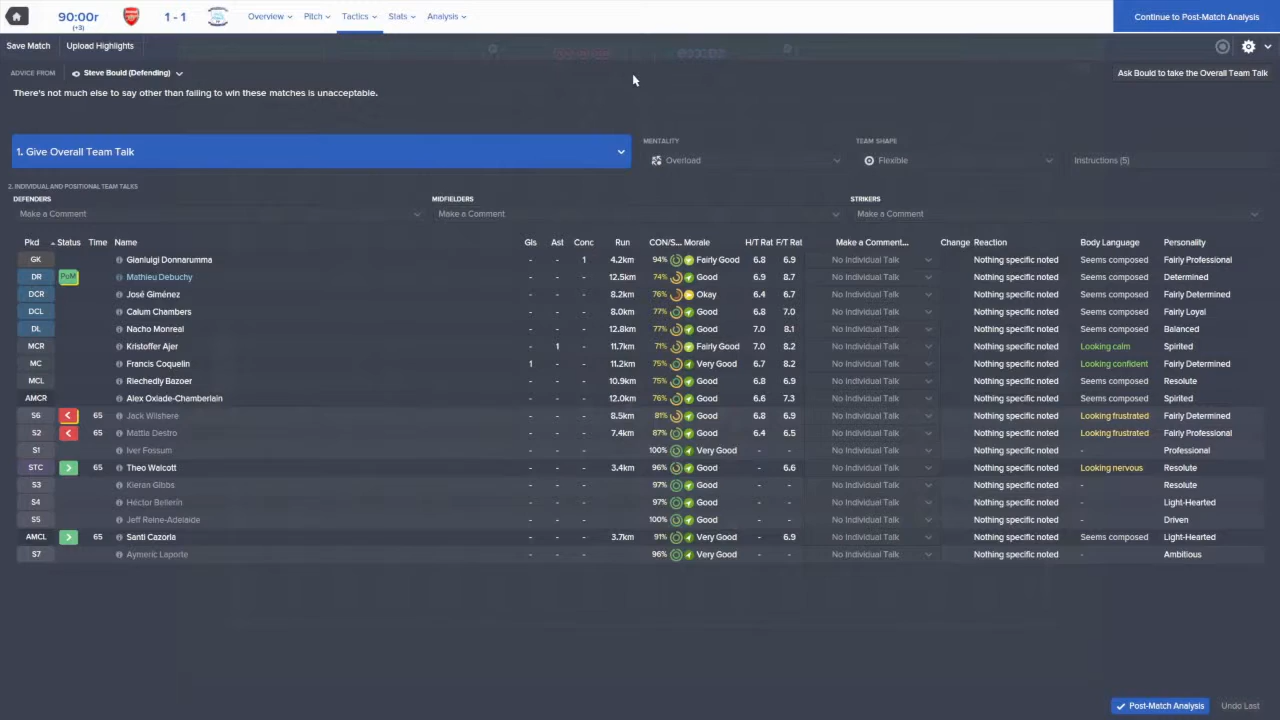 90:00r
(+3)
1 - 1
Overview
Pitch
Tactics
Stats
Analysis
Continue to Post-Match Analysis
Save Match
Upload Highlights
ADVICE FROM
Steve Bould (Defending)
Ask Bould to take the Overall Team Talk
There's not much else to say other than failing to win these matches is unacceptable.
1. Give Overall Team Talk
MENTALITY
Overload
TEAM SHAPE
Flexible
Instructions (5)
2. INDIVIDUAL AND POSITIONAL TEAM TALKS
DEFENDERS
Make a Comment
MIDFIELDERS
Make a Comment
STRIKERS
Make a Comment
Pkd Status Time Name Gls Ast Conc Run CON/S... Morale H/T Rat F/T Rat Make a Comment... Change Reaction Body Language Personality
GK Gianluigi Donnarumma - - 1 4.2km 94% Fairly Good 6.8 6.9 No Individual Talk Nothing specific noted Seems composed Fairly Professional
DR PoM Mathieu Debuchy - - - 12.5km 74% Good 6.9 8.7 No Individual Talk Nothing specific noted Seems composed Determined
DCR José Giménez - - - 8.2km 76% Okay 6.4 6.7 No Individual Talk Nothing specific noted Seems composed Fairly Determined
DCL Calum Chambers - - - 8.0km 77% Good 6.8 7.0 No Individual Talk Nothing specific noted Seems composed Fairly Loyal
DL Nacho Monreal - - - 12.8km 77% Good 7.0 8.1 No Individual Talk Nothing specific noted Seems composed Balanced
MCR Kristoffer Ajer - 1 - 11.7km 71% Fairly Good 7.0 8.2 No Individual Talk Nothing specific noted Looking calm Spirited
MC Francis Coquelin 1 - - 11.2km 75% Very Good 6.7 8.2 No Individual Talk Nothing specific noted Looking confident Fairly Determined
MCL Riechedly Bazoer - - - 10.9km 75% Good 6.8 6.9 No Individual Talk Nothing specific noted Seems composed Resolute
AMCR Alex Oxlade-Chamberlain - - - 12.0km 76% Good 6.6 7.3 No Individual Talk Nothing specific noted Seems composed Spirited
S6 65 Jack Wilshere - - - 8.5km 81% Good 6.8 6.9 No Individual Talk Nothing specific noted Looking frustrated Fairly Determined
S2 65 Mattia Destro - - - 7.4km 87% Good 6.4 6.5 No Individual Talk Nothing specific noted Looking frustrated Fairly Professional
S1 Iver Fossum - - - 100% Very Good - - No Individual Talk Nothing specific noted - Professional
STC 65 Theo Walcott - - - 3.4km 96% Good - 6.6 No Individual Talk Nothing specific noted Looking nervous Resolute
S3 Kieran Gibbs - - - 97% Good - - No Individual Talk Nothing specific noted - Resolute
S4 Héctor Bellerín - - - 97% Good - - No Individual Talk Nothing specific noted - Light-Hearted
S5 Jeff Reine-Adelaide - - - 100% Good - - No Individual Talk Nothing specific noted - Driven
AMCL 65 Santi Cazorla - - - 3.7km 91% Very Good - 6.9 No Individual Talk Nothing specific noted Seems composed Light-Hearted
S7 Aymeric Laporte - - - 96% Very Good - - No Individual Talk Nothing specific noted - Ambitious
Post-Match Analysis
Undo Last